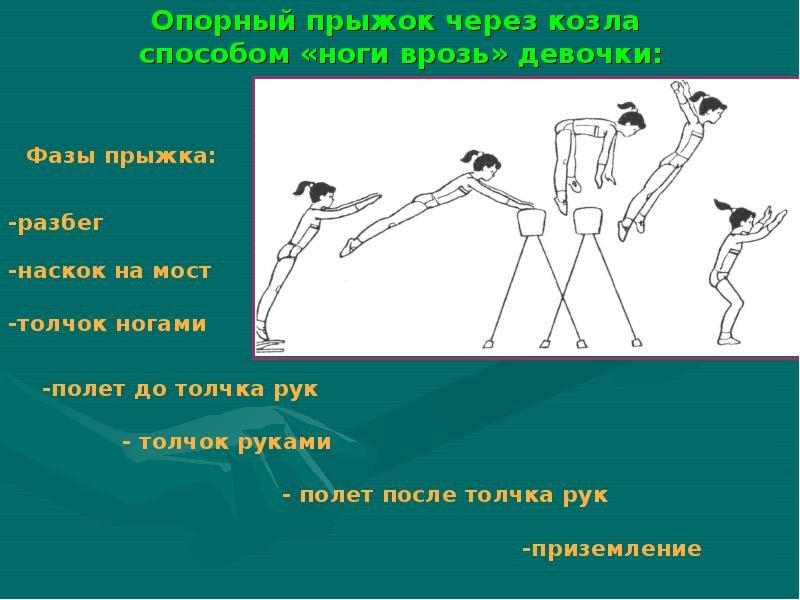 Опорный прыжок через козла
способом «ноги врозь» девочки:
Фазы прыжка:
-разбег
-наскок на мост
-толчок ногами
-полет до толчка рук
- толчок руками
- полет после толчка рук
-приземление